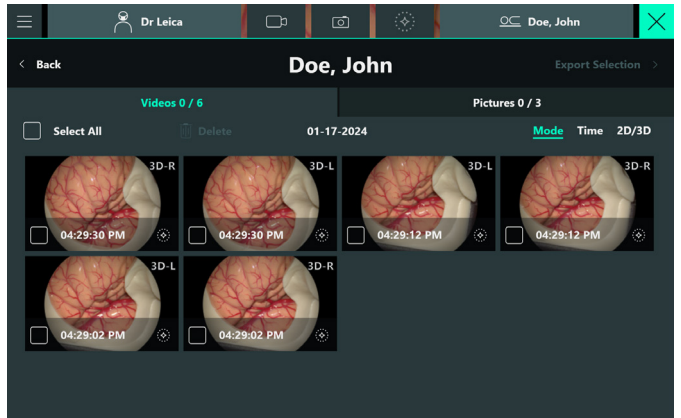 Dr Leica
Doe, John
Back
Doe, John
Export Selection
Videos 0 / 6
Pictures 0 / 3
Select All
Delete
01-17-2024
Mode Time 2D/3D
3D-R
04:29:30 PM
3D-L
04:29:30 PM
3D-L
04:29:12 PM
3D-R
04:29:12 PM
3D-L
04:29:02 PM
3D-R
04:29:02 PM